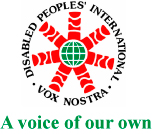 DISABLED PEOPLES' INTERNATIONAL
· VOX NOSTRA ·
A voice of our own